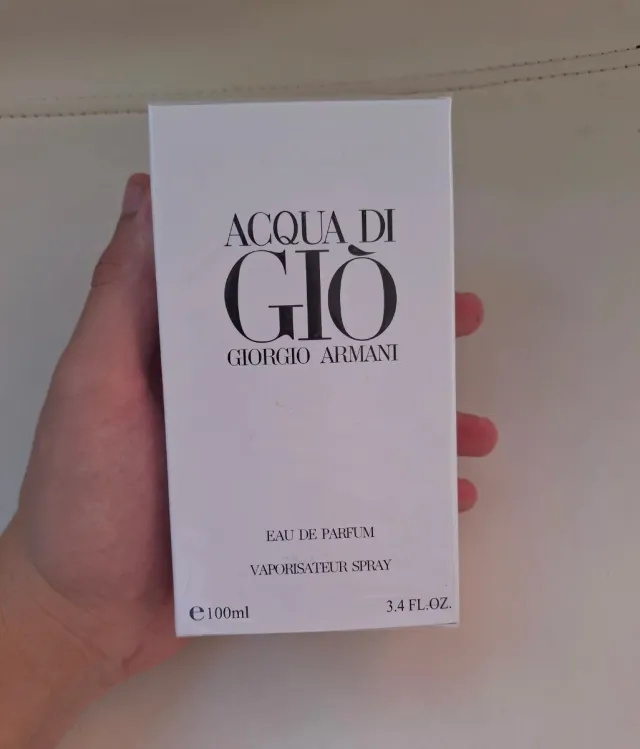 ACQUA DI
GIÒ
GIORGIO ARMANI
EAU DE PARFUM
VAPORISATEUR SPRAY
℮100ml 3.4 FL.OZ.